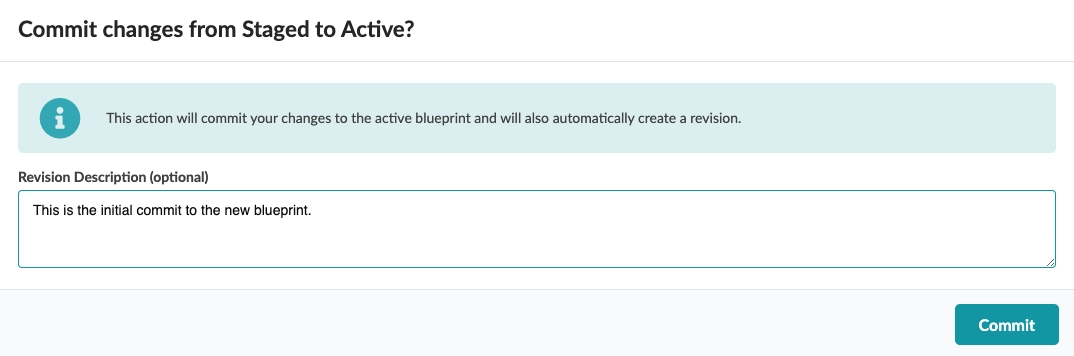 Commit changes from Staged to Active?
This action will commit your changes to the active blueprint and will also automatically create a revision.
Revision Description (optional)
This is the initial commit to the new blueprint.
Commit